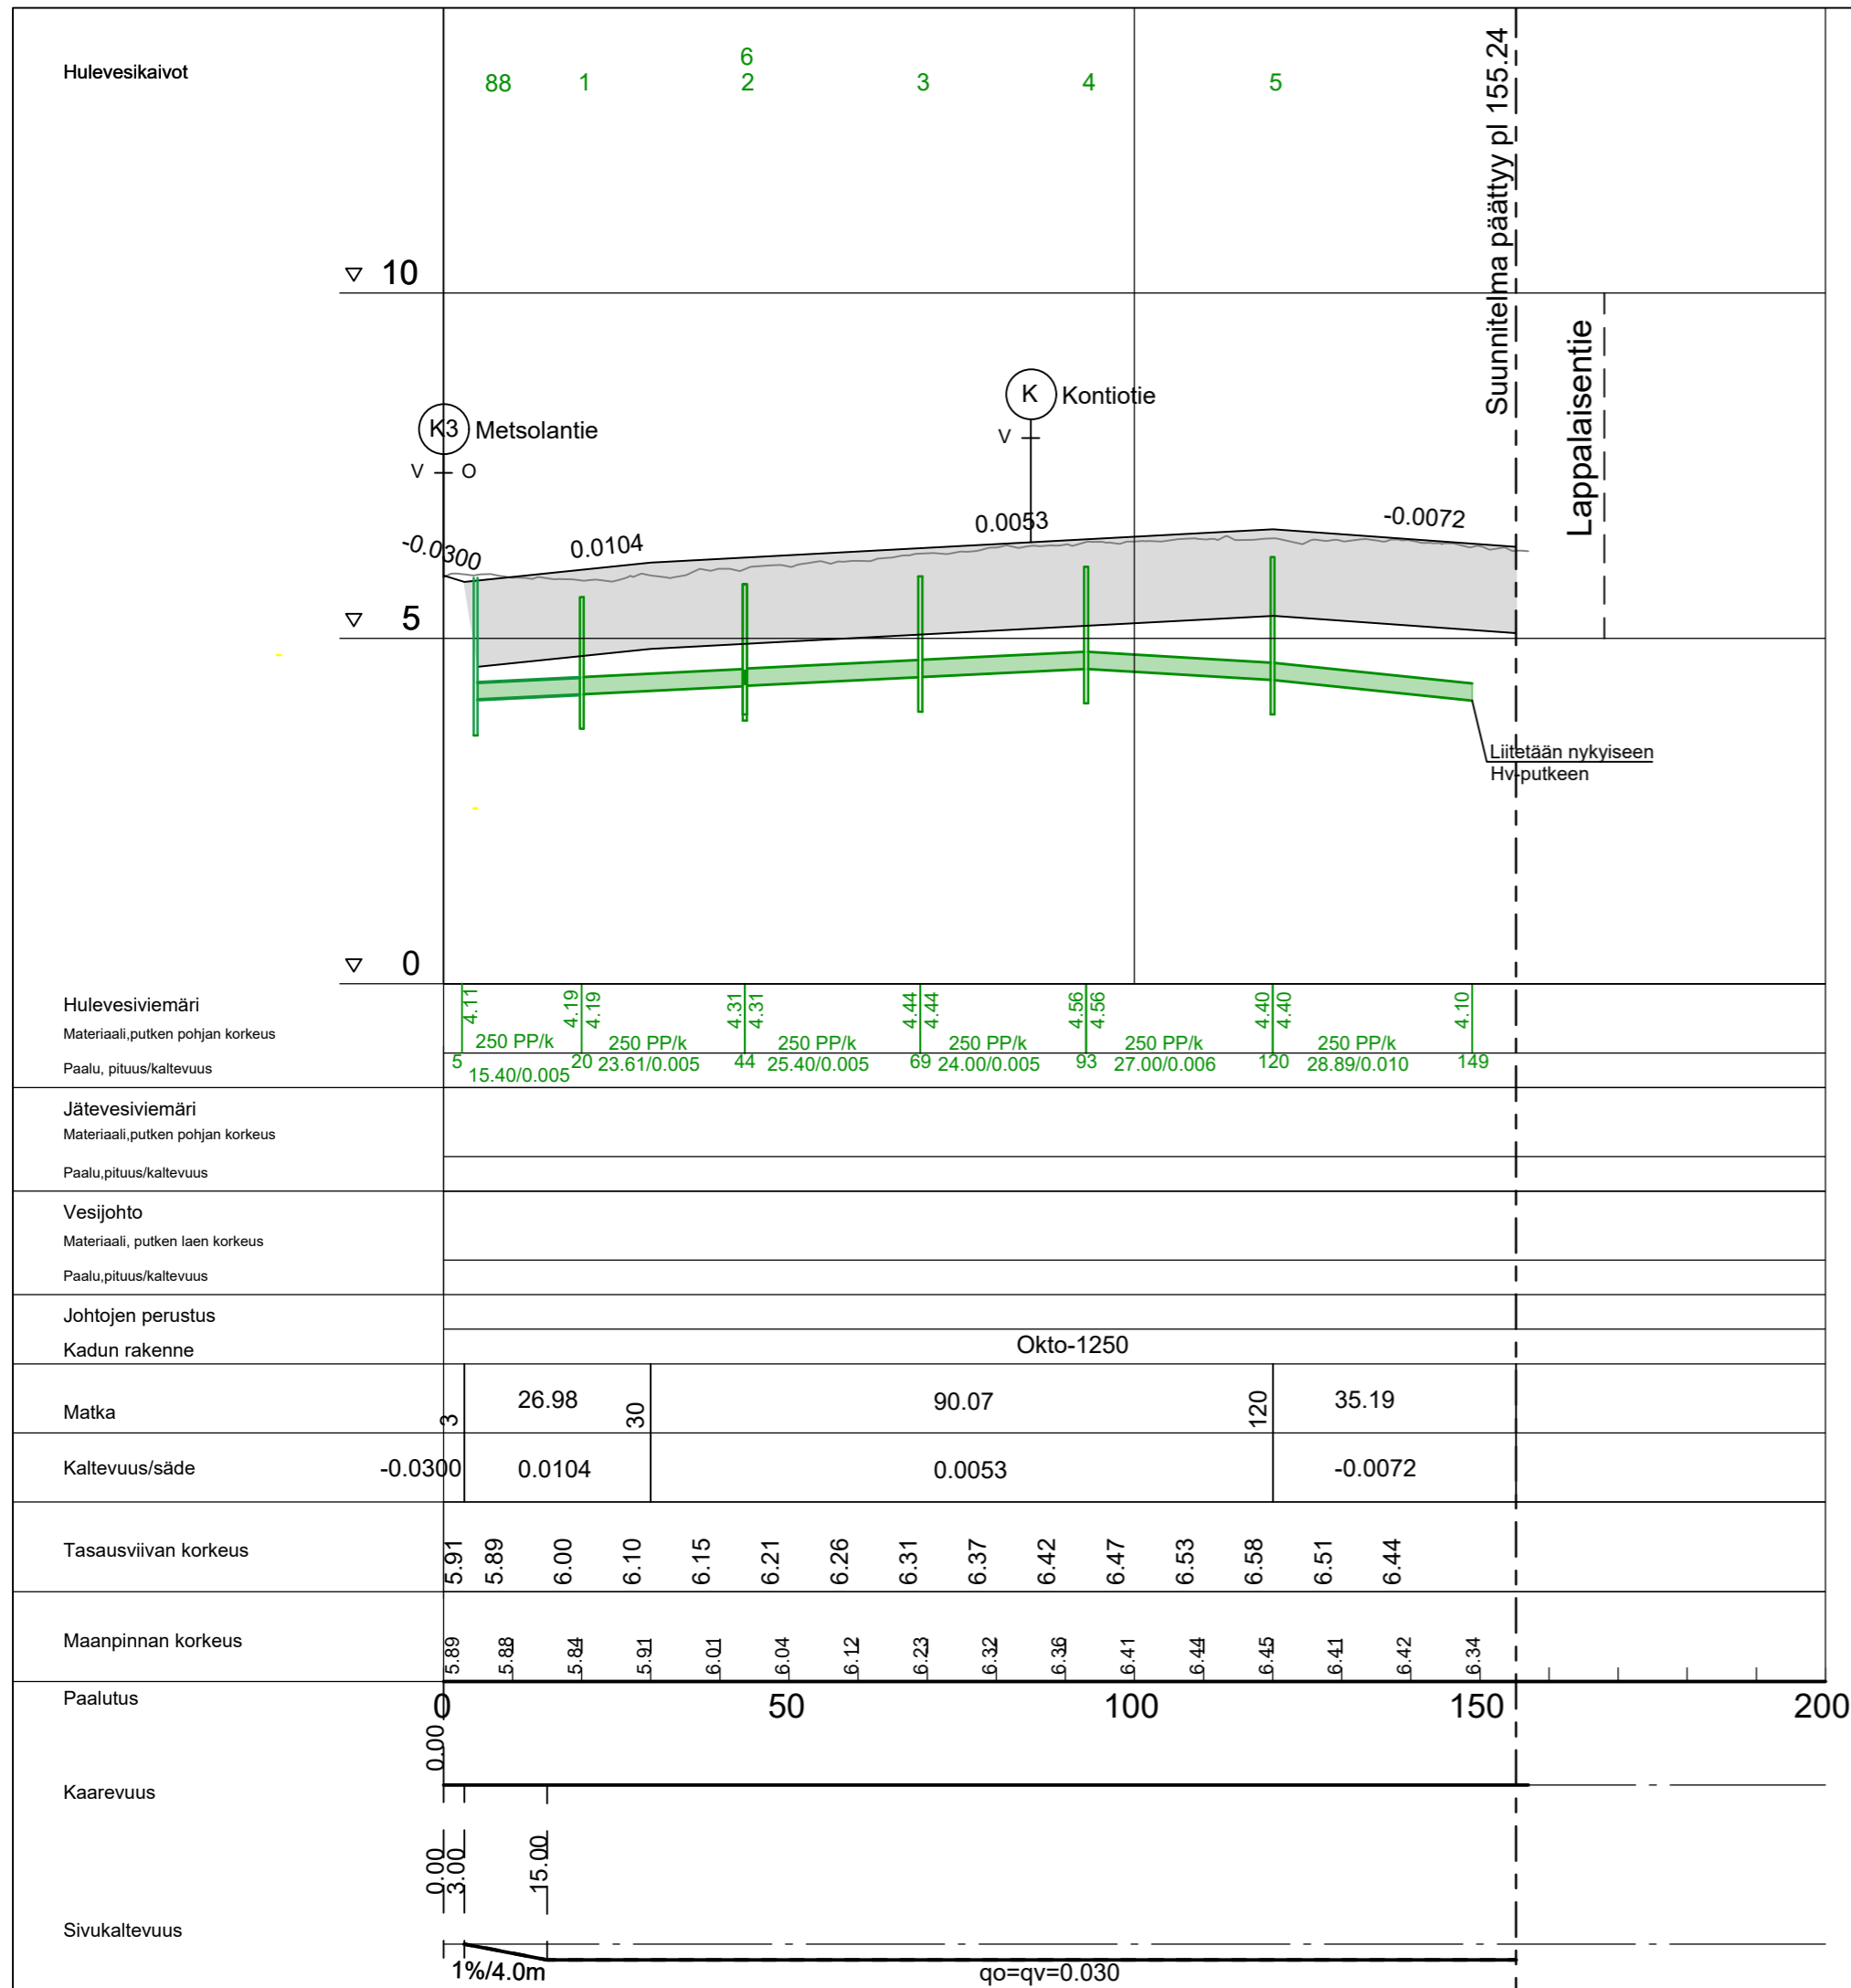 Hulevesikaivot
88
1
6
2
3
4
5
Suunnitelma päättyy pl 155.24
10
Lappalaisentie
K
Kontiotie
V
K3
Metsolantie
V
O
-0.0300
0.0104
0.0053
-0.0072
5
Liitetään nykyiseen
Hv-putkeen
0
Hulevesiviemäri
Materiaali,putken pohjan korkeus
4.11
4.19
4.19
4.31
4.31
4.44
4.44
4.56
4.56
4.40
4.40
4.10
250 PP/k
250 PP/k
250 PP/k
250 PP/k
250 PP/k
250 PP/k
Paalu, pituus/kaltevuus
5
15.40/0.005
20
23.61/0.005
44
25.40/0.005
69
24.00/0.005
93
27.00/0.006
120
28.89/0.010
149
Jätevesiviemäri
Materiaali,putken pohjan korkeus
Paalu,pituus/kaltevuus
Vesijohto
Materiaali, putken laen korkeus
Paalu,pituus/kaltevuus
Johtojen perustus
Kadun rakenne
Okto-1250
Matka
3
26.98
30
90.07
120
35.19
Kaltevuus/säde
-0.0300
0.0104
0.0053
-0.0072
Tasausviivan korkeus
5.91
5.89
6.00
6.10
6.15
6.21
6.26
6.31
6.37
6.42
6.47
6.53
6.58
6.51
6.44
Maanpinnan korkeus
5.89
5.88
5.84
5.91
6.01
6.04
6.12
6.23
6.32
6.36
6.41
6.44
6.45
6.41
6.42
6.34
Paalutus
0
50
100
150
200
0.00
Kaarevuus
0.00
3.00
15.00
Sivukaltevuus
1%/4.0m
qo=qv=0.030